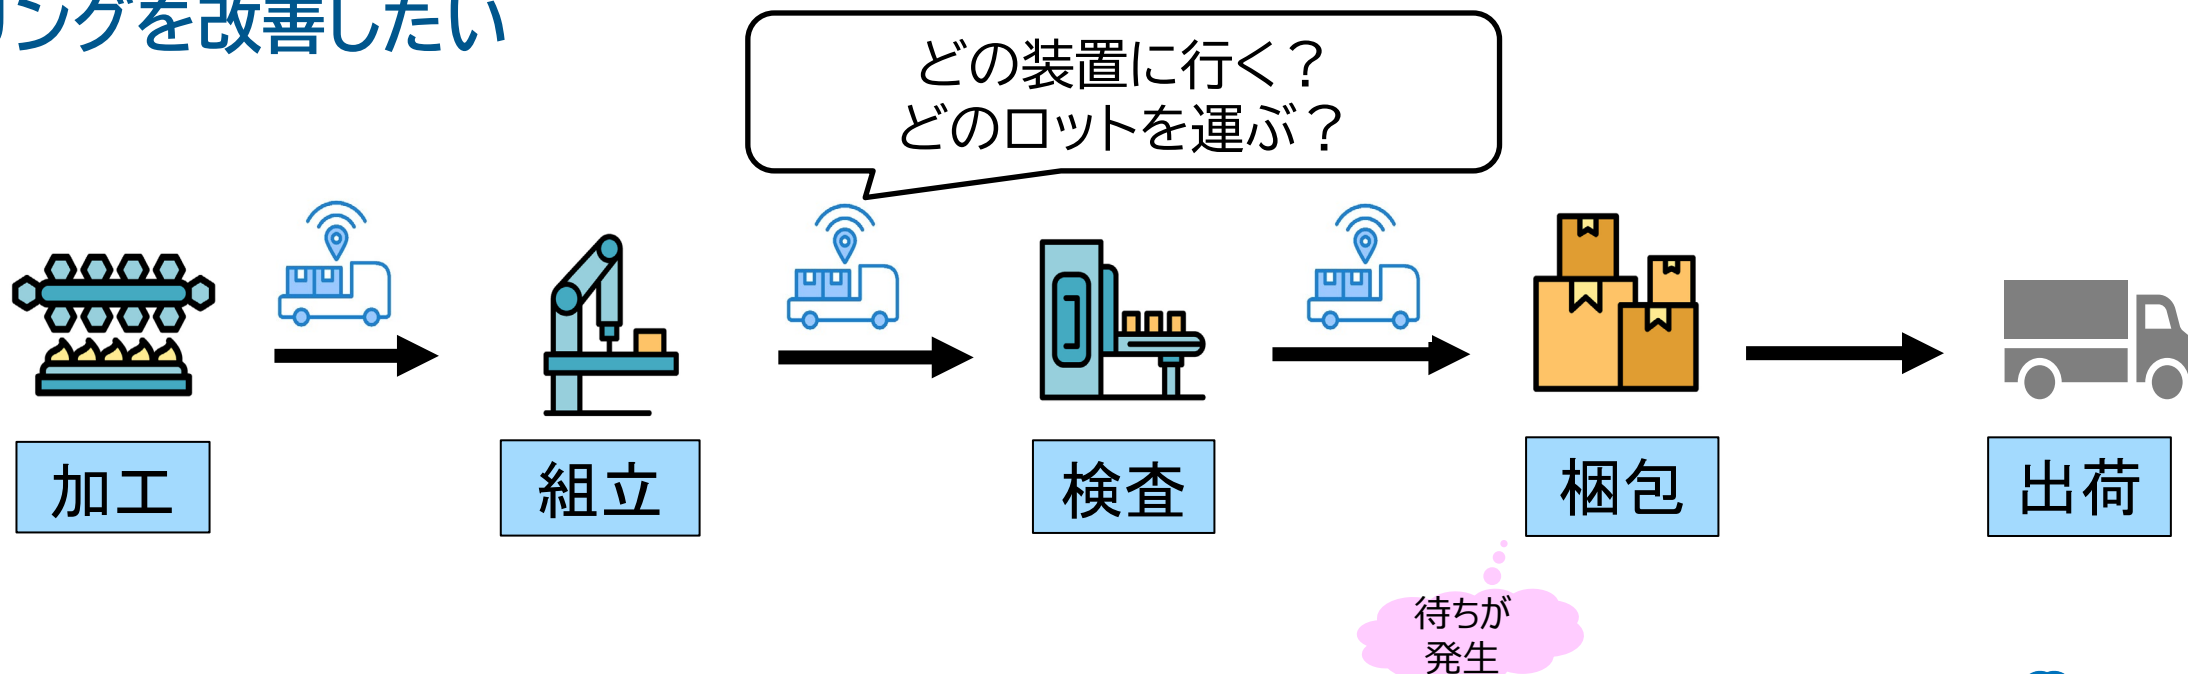 リングを改善したい
どの装置に行く?
どのロットを運ぶ?
加工
組立
検査
梱包
出荷
待ちが
発生